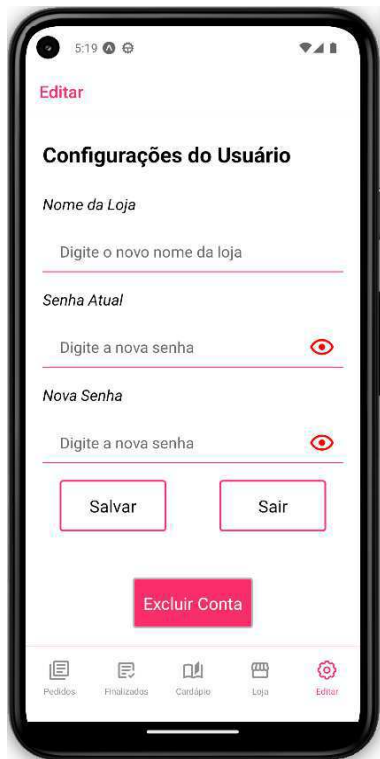 5:19
Editar
Configurações do Usuário
Nome da Loja
Digite o novo nome da loja
Senha Atual
Digite a nova senha
Nova Senha
Digite a nova senha
Salvar
Sair
Excluir Conta
Pedidos
Finalizados
Cardápio
Loja
Editar